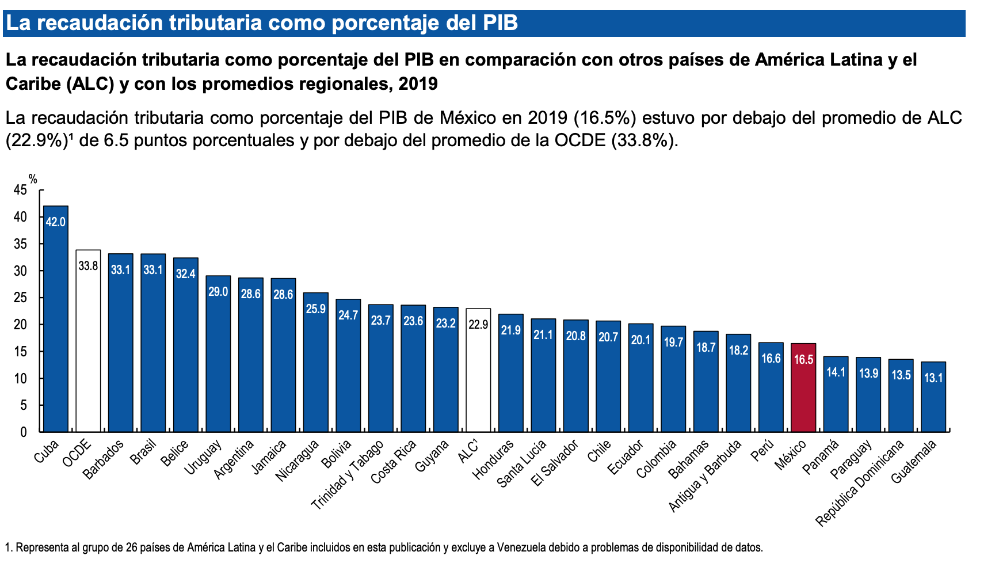 La recaudación tributaria como porcentaje del PIB
La recaudación tributaria como porcentaje del PIB en comparación con otros países de América Latina y el
Caribe (ALC) y con los promedios regionales, 2019
La recaudación tributaria como porcentaje del PIB de México en 2019 (16.5%) estuvo por debajo del promedio de ALC
(22.9%)¹ de 6.5 puntos porcentuales y por debajo del promedio de la OCDE (33.8%).
%
45
40
35
30
25
20
15
10
5
0
42.0
33.8
33.1
33.1
32.4
29.0
28.6
28.6
25.9
24.7
23.7
23.6
23.2
22.9
21.9
21.1
20.8
20.7
20.1
19.7
18.7
18.2
16.6
16.5
14.1
13.9
13.5
13.1
Cuba
OCDE
Barbados
Brasil
Belice
Uruguay
Argentina
Jamaica
Nicaragua
Bolivia
Trinidad y Tabago
Costa Rica
Guyana
ALC¹
Honduras
Santa Lucía
El Salvador
Chile
Ecuador
Colombia
Bahamas
Antigua y Barbuda
Perú
México
Panamá
Paraguay
República Dominicana
Guatemala
1. Representa al grupo de 26 países de América Latina y el Caribe incluidos en esta publicación y excluye a Venezuela debido a problemas de disponibilidad de datos.